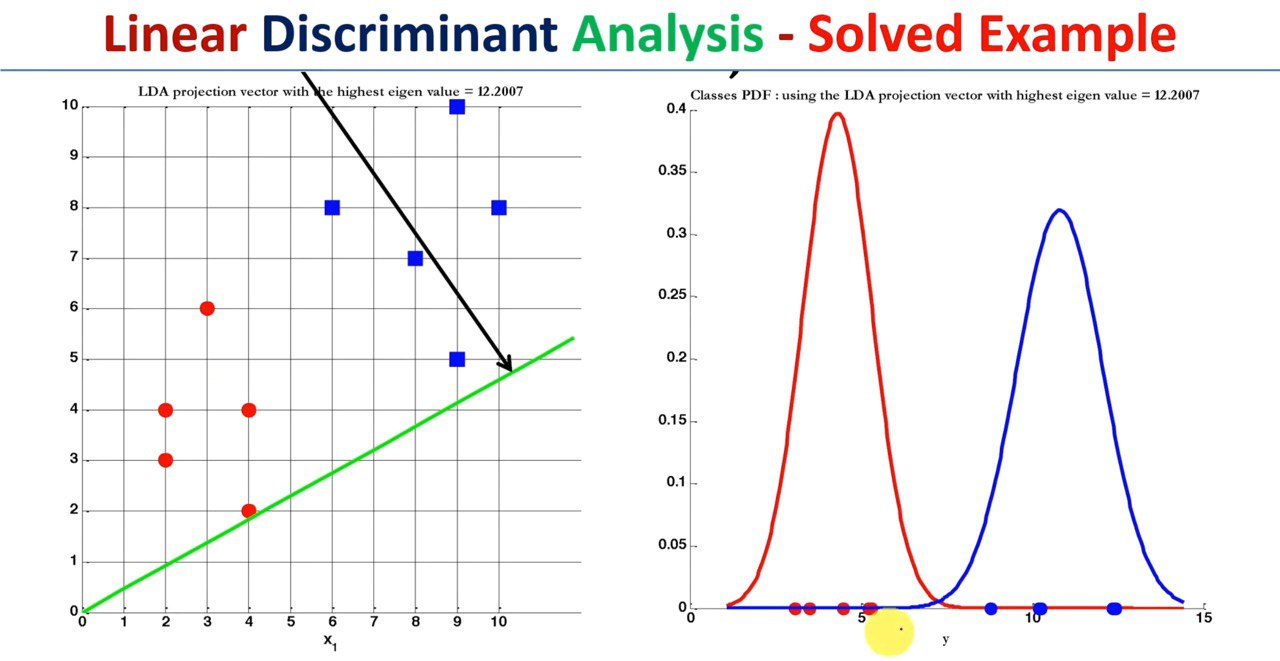 Linear Discriminant Analysis - Solved Example
LDA projection vector with the highest eigen value = 12.2007
10
9
8
7
6
5
4
3
2
1
0
0 1 2 3 4 5 6 7 8 9 10
x1
Classes PDF : using the LDA projection vector with highest eigen value = 12.2007
0.4
0.35
0.3
0.25
0.2
0.15
0.1
0.05
0
0 5 10 15
y